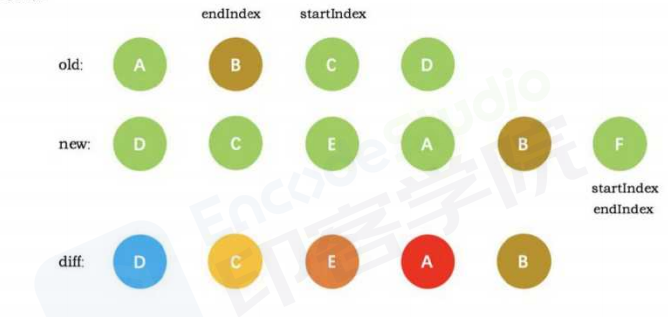 endIndex startIndex
old: A B C D
new: D C E A B F
startIndex
endIndex
diff: D C E A B
EncodeStudio
印客学院